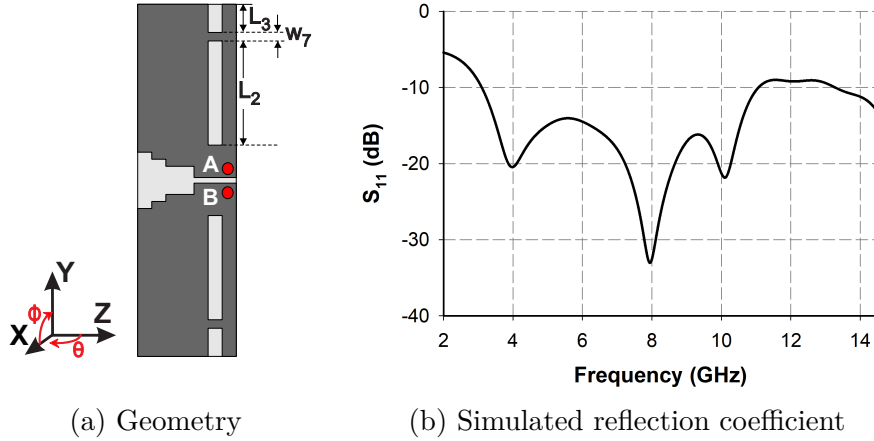 L3
w7
L2
A
B
Y
Z
X
ϕ
θ
0
-10
-20
-30
-40
S11 (dB)
2 4 6 8 10 12 14
Frequency (GHz)
(a) Geometry
(b) Simulated reflection coefficient